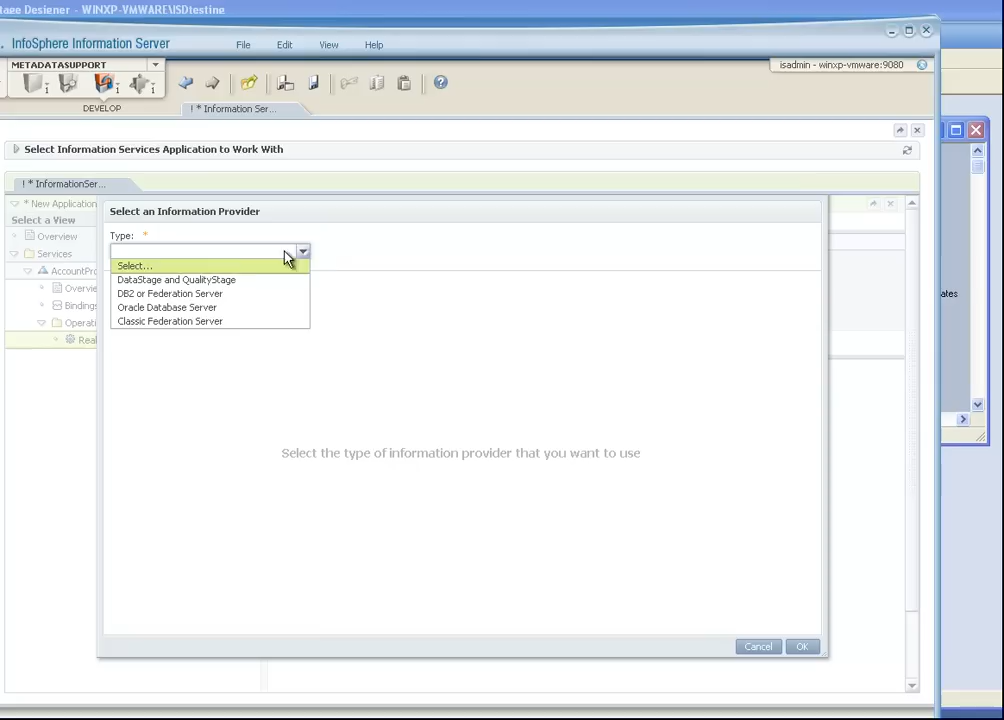 tage Designer - WINXP-VMWARE\ISDtesting
InfoSphere Information Server
File Edit View Help
METADATASUPPORT
isadmin - winxp-vmware:9080
DEVELOP
! * Information Ser...
Select Information Services Application to Work With
! * InformationSer...
* New Application
Select a View
Overview
Services
AccountPro
Overvie
Bindings
Operati
Real
Select an Information Provider
Type: *
Select...
DataStage and QualityStage
DB2 or Federation Server
Oracle Database Server
Classic Federation Server
ates
Select the type of information provider that you want to use
Cancel OK